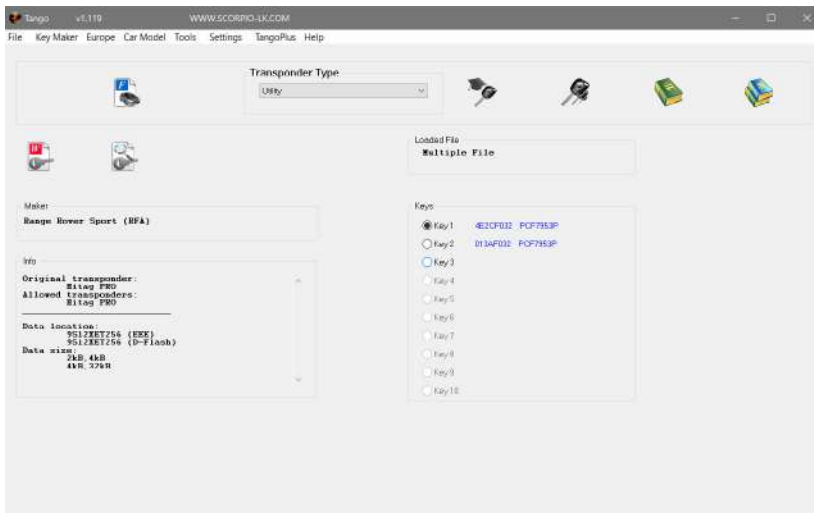 Tango v1.119 WWW.SCORPIO-LK.COM
File Key Maker Europe Car Model Tools Settings TangoPlus Help
Transponder Type
Utility
Loaded File
Multiple File
Maker
Range Rover Sport (RFA)
Keys
Key 1 4E2CF032 PCF7953P
Key 2 013AF032 PCF7953P
Key 3
Key 4
Key 5
Key 6
Key 7
Key 8
Key 9
Key 10
Info
Original transponder:
Hitag PRO
Allowed transponders:
Hitag PRO
Data location:
9S12XET256 (EEE)
9S12XET256 (D-Flash)
Data size:
2kB,4kB
4kB,32kB